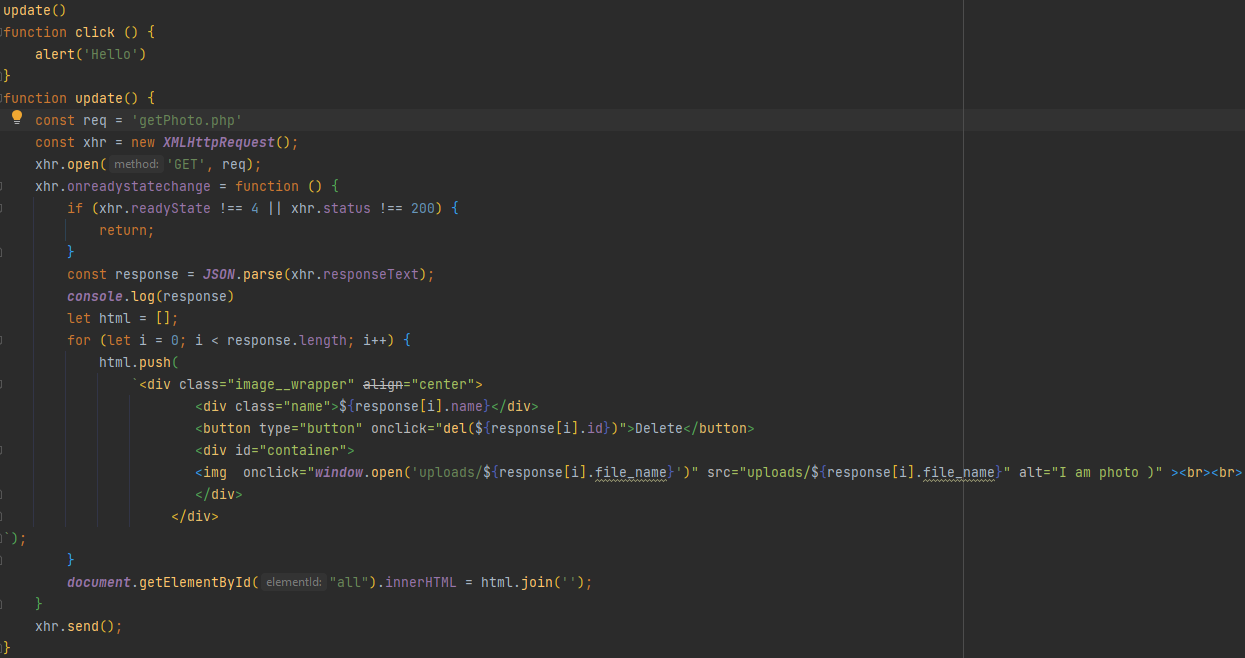 update()
function click () {
    alert('Hello')
}
function update() {
    const req = 'getPhoto.php'
    const xhr = new XMLHttpRequest();
    xhr.open( method: 'GET', req);
    xhr.onreadystatechange = function () {
        if (xhr.readyState !== 4 || xhr.status !== 200) {
            return;
        }
        const response = JSON.parse(xhr.responseText);
        console.log(response)
        let html = [];
        for (let i = 0; i < response.length; i++) {
            html.push(
                `<div class="image__wrapper" align="center">
                        <div class="name">${response[i].name}</div>
                        <button type="button" onclick="del(${response[i].id})">Delete</button>
                        <div id="container">
                        <img  onclick="window.open('uploads/${response[i].file_name}')" src="uploads/${response[i].file_name}" alt="I am photo )" ><br><br>
                        </div>
                     </div>
`);
        }
        document.getElementById( elementId: "all").innerHTML = html.join('');
    }
    xhr.send();
}